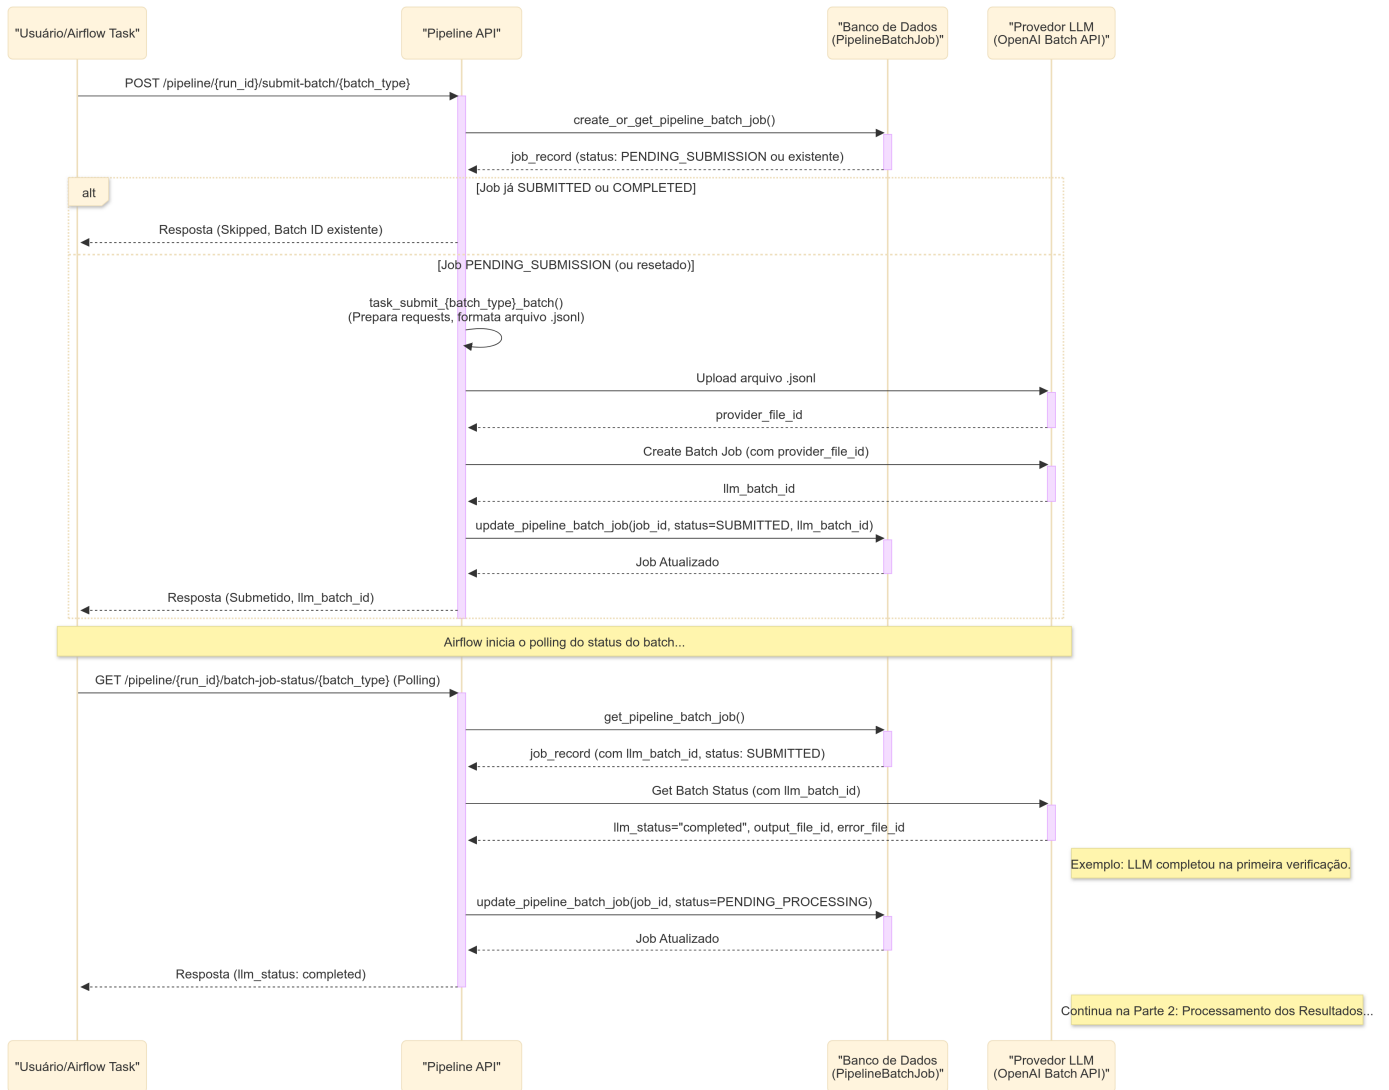 "Usuário/Airflow Task"
"Pipeline API"
"Banco de Dados
(PipelineBatchJob)"
"Provedor LLM
(OpenAI Batch API)"
POST /pipeline/{run_id}/submit-batch/{batch_type}
create_or_get_pipeline_batch_job()
job_record (status: PENDING_SUBMISSION ou existente)
alt
[Job já SUBMITTED ou COMPLETED]
Resposta (Skipped, Batch ID existente)
[Job PENDING_SUBMISSION (ou resetado)]
task_submit_{batch_type}_batch()
(Prepara requests, formata arquivo .jsonl)
Upload arquivo .jsonl
provider_file_id
Create Batch Job (com provider_file_id)
llm_batch_id
update_pipeline_batch_job(job_id, status=SUBMITTED, llm_batch_id)
Job Atualizado
Resposta (Submetido, llm_batch_id)
Airflow inicia o polling do status do batch...
GET /pipeline/{run_id}/batch-job-status/{batch_type} (Polling)
get_pipeline_batch_job()
job_record (com llm_batch_id, status: SUBMITTED)
Get Batch Status (com llm_batch_id)
llm_status="completed", output_file_id, error_file_id
Exemplo: LLM completou na primeira verificação.
update_pipeline_batch_job(job_id, status=PENDING_PROCESSING)
Job Atualizado
Resposta (llm_status: completed)
Continua na Parte 2: Processamento dos Resultados...
"Usuário/Airflow Task"
"Pipeline API"
"Banco de Dados
(PipelineBatchJob)"
"Provedor LLM
(OpenAI Batch API)"